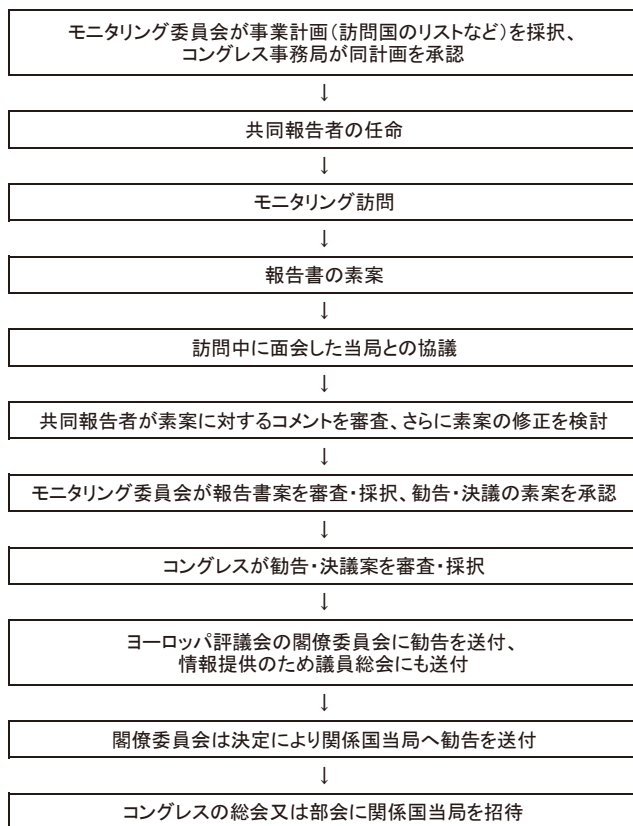 モニタリング委員会が事業計画(訪問国のリストなど)を採択、
コングレス事務局が同計画を承認
↓
共同報告者の任命
↓
モニタリング訪問
↓
報告書の素案
↓
訪問中に面会した当局との協議
↓
共同報告者が素案に対するコメントを審査、さらに素案の修正を検討
↓
モニタリング委員会が報告書案を審査・採択、勧告・決議の素案を承認
↓
コングレスが勧告・決議案を審査・採択
↓
ヨーロッパ評議会の閣僚委員会に勧告を送付、
情報提供のため議員総会にも送付
↓
閣僚委員会は決定により関係国当局へ勧告を送付
↓
コングレスの総会又は部会に関係国当局を招待